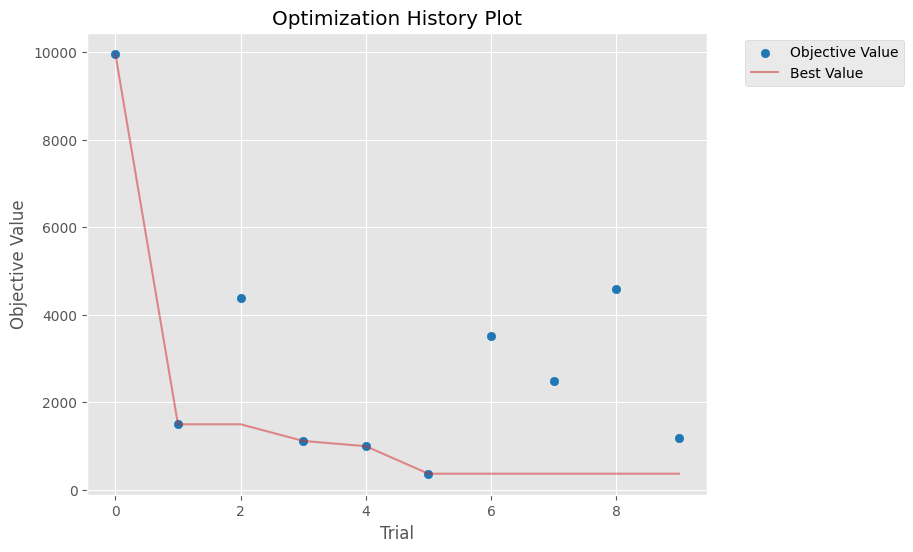 Optimization History Plot
Objective Value
Best Value
10000
8000
6000
4000
2000
0
Objective Value
0 2 4 6 8
Trial